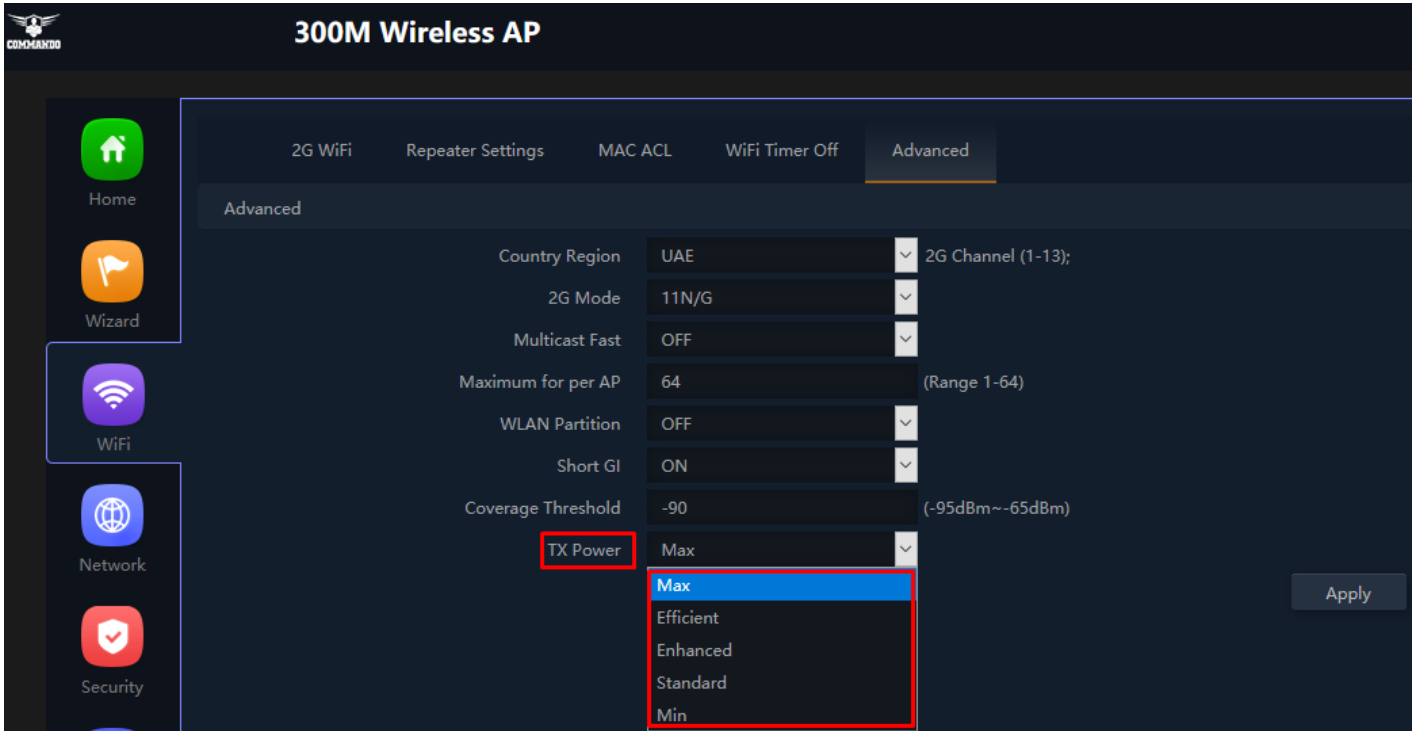 COMMANDO
300M Wireless AP
Home
Wizard
WiFi
Network
Security
2G WiFi Repeater Settings MAC ACL WiFi Timer Off Advanced
Advanced
Country Region UAE 2G Channel (1-13);
2G Mode 11N/G
Multicast Fast OFF
Maximum for per AP 64 (Range 1-64)
WLAN Partition OFF
Short GI ON
Coverage Threshold -90 (-95dBm~-65dBm)
TX Power Max
Max
Efficient
Enhanced
Standard
Min
Apply